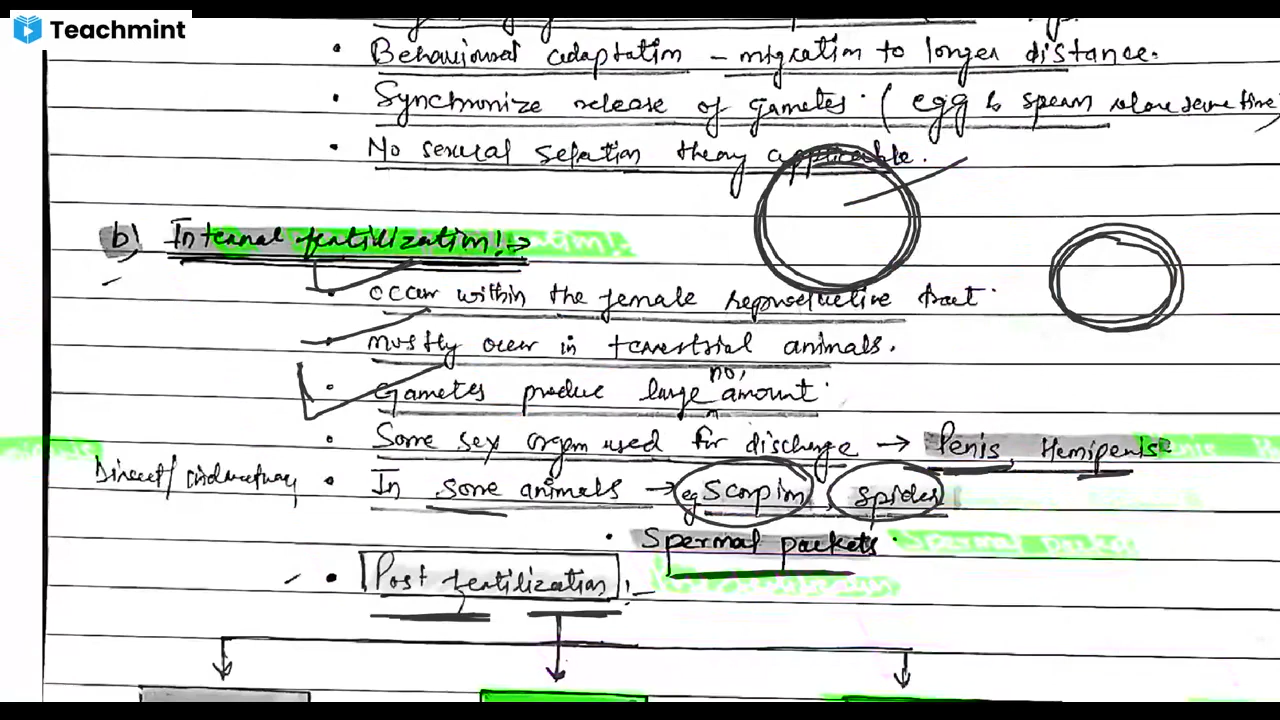 Teachmint
• Behavioural adaptation – migration to longer distance.
• Synchronize release of gametes. (egg & sperm release same time)
• No sexual selection theory applicable.
b) Internal fertilization!→
• occur within the female reproductive tract.
• mostly occur in terrestrial animals.
• Gametes produce large no, amount.
• Some sex organ used for discharge → Penis, Hemipenis
Direct/ • In some animals → eg Scorpion, spider
• Spermal packets.
• Post fertilization!–